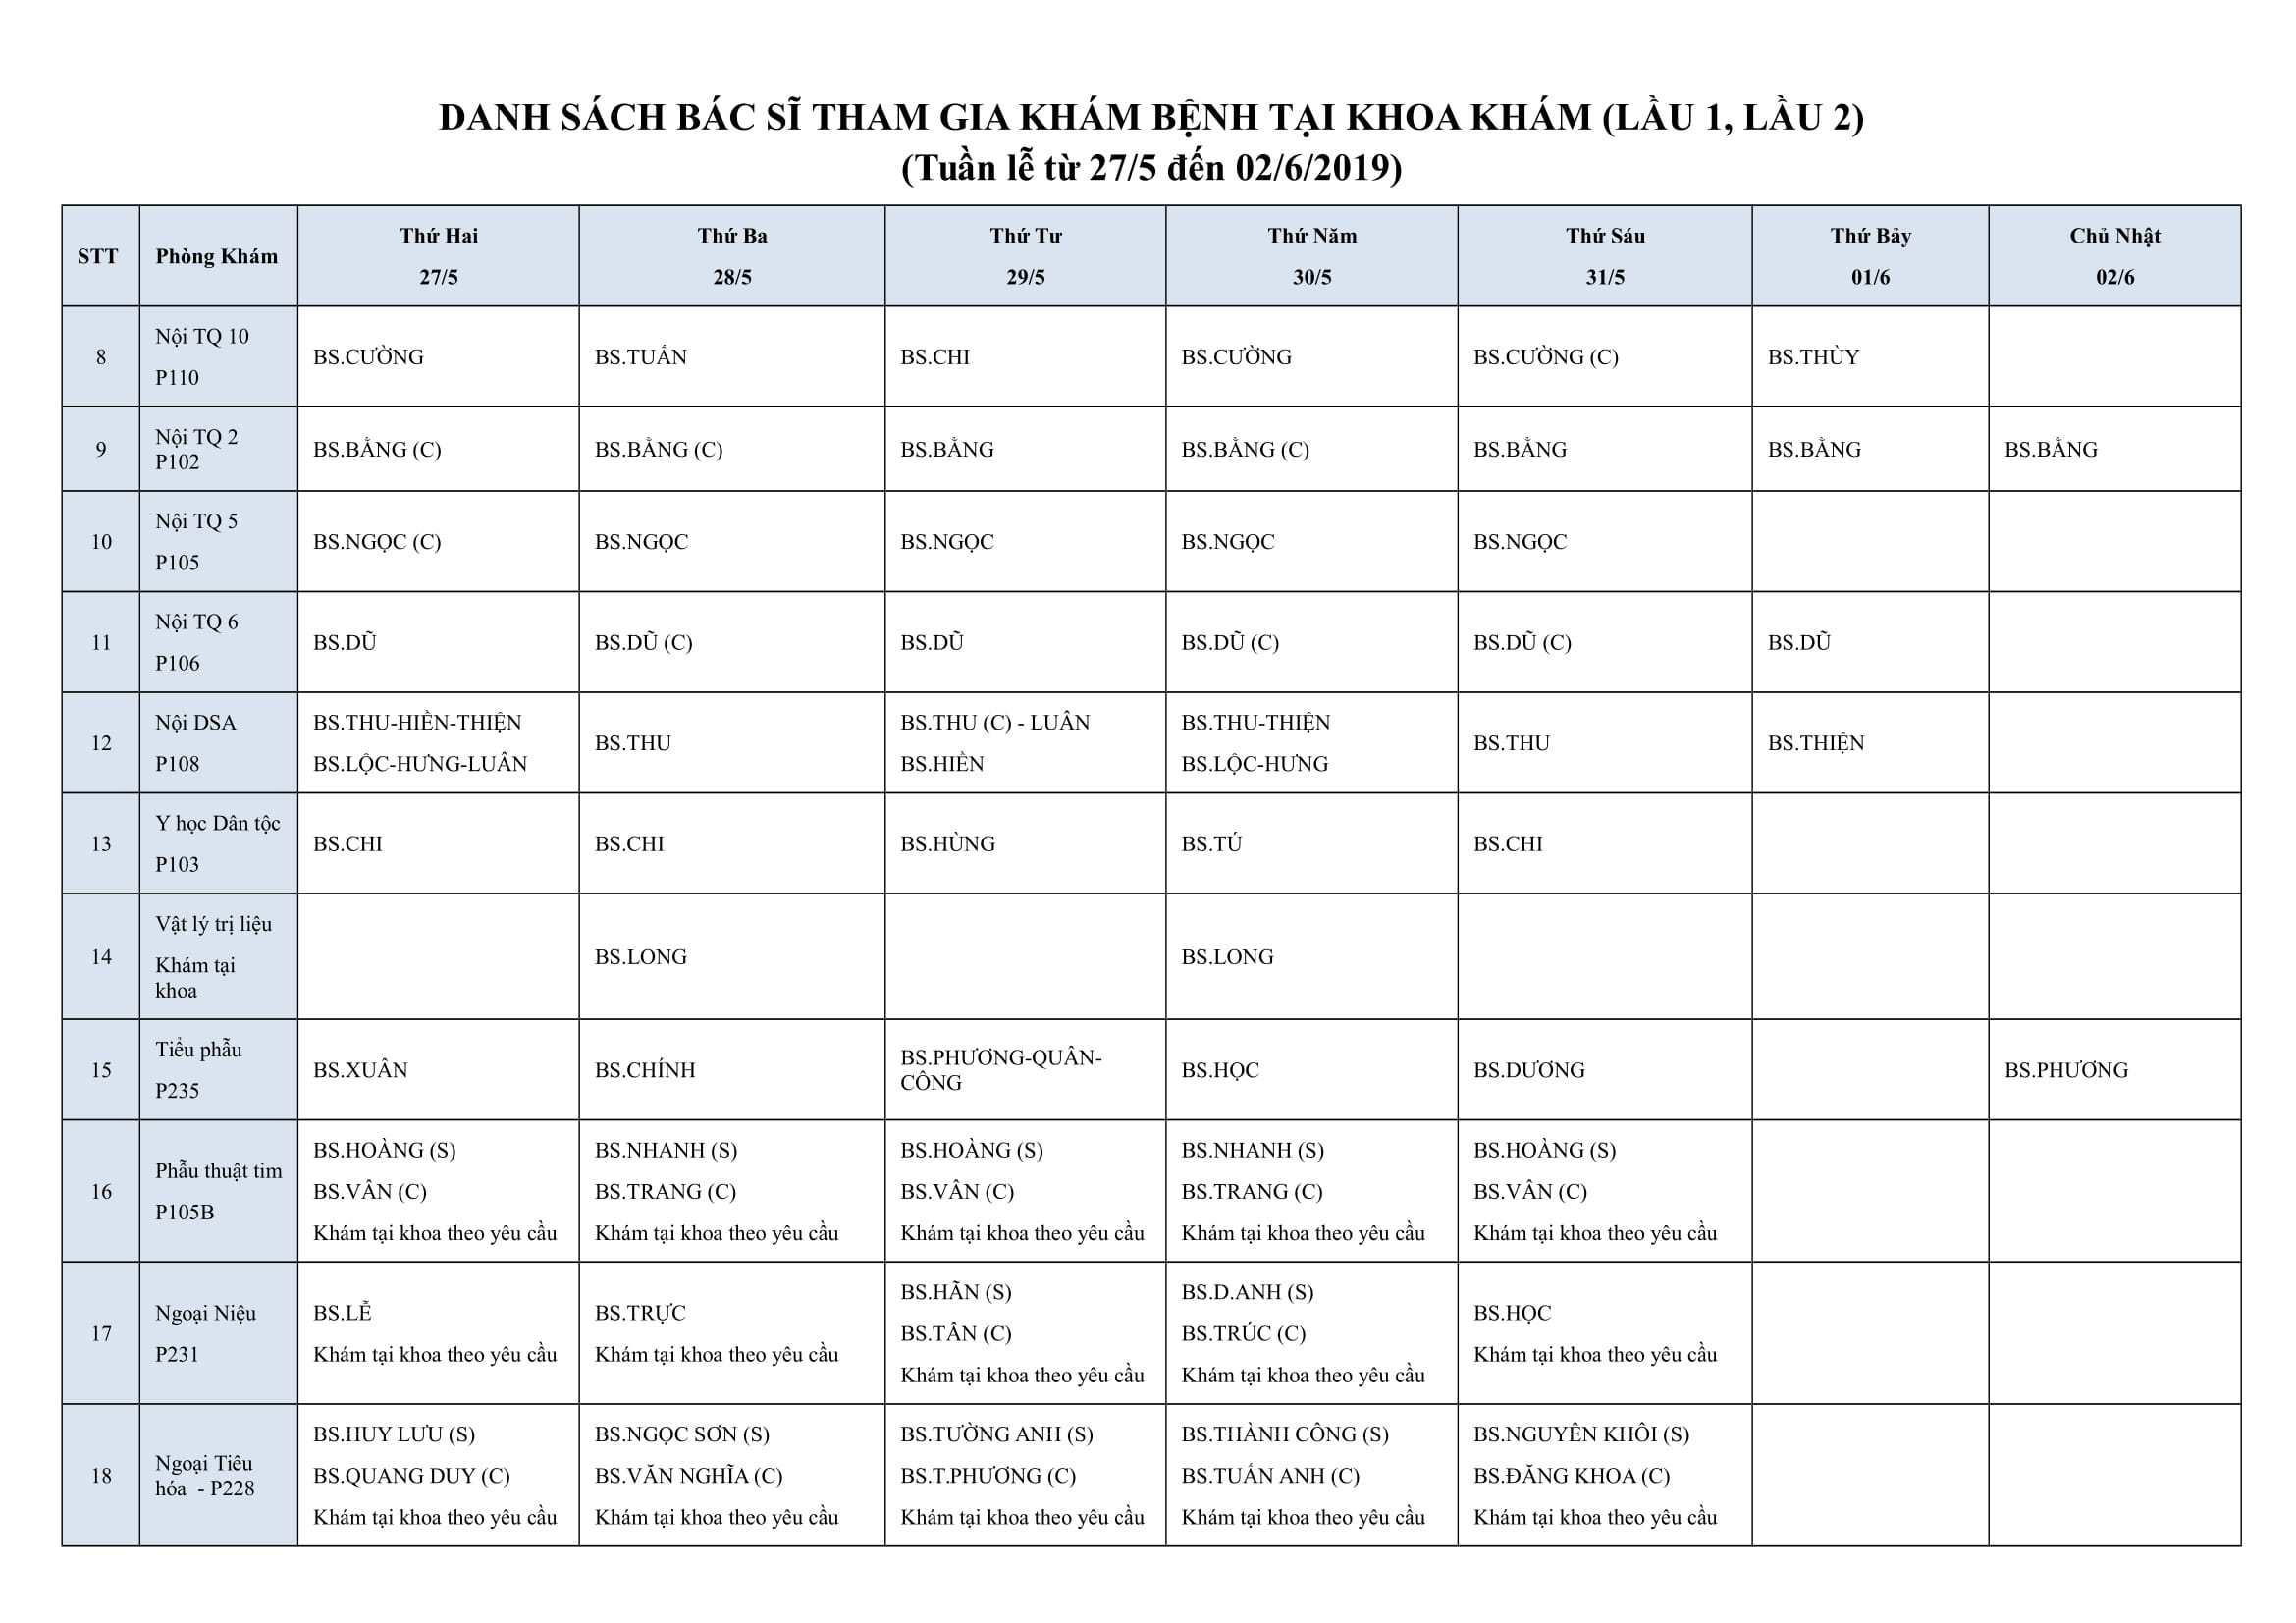 DANH SÁCH BÁC SĨ THAM GIA KHÁM BỆNH TẠI KHOA KHÁM (LẦU 1, LẦU 2)
(Tuần lễ từ 27/5 đến 02/6/2019)
STT
Phòng Khám
Thứ Hai
27/5
Thứ Ba
28/5
Thứ Tư
29/5
Thứ Năm
30/5
Thứ Sáu
31/5
Thứ Bảy
01/6
Chủ Nhật
02/6
8
Nội TQ 10
P110
BS.CƯỜNG
BS.TUẤN
BS.CHI
BS.CƯỜNG
BS.CƯỜNG (C)
BS.THÙY
9
Nội TQ 2
P102
BS.BẰNG (C)
BS.BẰNG (C)
BS.BẰNG
BS.BẰNG (C)
BS.BẰNG
BS.BẰNG
BS.BẰNG
10
Nội TQ 5
P105
BS.NGỌC (C)
BS.NGỌC
BS.NGỌC
BS.NGỌC
BS.NGỌC
11
Nội TQ 6
P106
BS.DŨ
BS.DŨ (C)
BS.DŨ
BS.DŨ (C)
BS.DŨ (C)
BS.DŨ
12
Nội DSA
P108
BS.THU-HIỀN-THIỆN
BS.LỘC-HƯNG-LUÂN
BS.THU
BS.THU (C) - LUÂN
BS.HIỀN
BS.THU-THIỆN
BS.LỘC-HƯNG
BS.THU
BS.THIỆN
13
Y học Dân tộc
P103
BS.CHI
BS.CHI
BS.HÙNG
BS.TÚ
BS.CHI
14
Vật lý trị liệu
Khám tại
khoa
BS.LONG
BS.LONG
15
Tiểu phẫu
P235
BS.XUÂN
BS.CHÍNH
BS.PHƯƠNG-QUÂN-
CÔNG
BS.HỌC
BS.DƯƠNG
BS.PHƯƠNG
16
Phẫu thuật tim
P105B
BS.HOÀNG (S)
BS.VÂN (C)
Khám tại khoa theo yêu cầu
BS.NHANH (S)
BS.TRANG (C)
Khám tại khoa theo yêu cầu
BS.HOÀNG (S)
BS.VÂN (C)
Khám tại khoa theo yêu cầu
BS.NHANH (S)
BS.TRANG (C)
Khám tại khoa theo yêu cầu
BS.HOÀNG (S)
BS.VÂN (C)
Khám tại khoa theo yêu cầu
17
Ngoại Niệu
P231
BS.LỄ
Khám tại khoa theo yêu cầu
BS.TRỰC
Khám tại khoa theo yêu cầu
BS.HÃN (S)
BS.TÂN (C)
Khám tại khoa theo yêu cầu
BS.D.ANH (S)
BS.TRÚC (C)
Khám tại khoa theo yêu cầu
BS.HỌC
Khám tại khoa theo yêu cầu
18
Ngoại Tiêu
hóa - P228
BS.HUY LƯU (S)
BS.QUANG DUY (C)
Khám tại khoa theo yêu cầu
BS.NGỌC SƠN (S)
BS.VĂN NGHĨA (C)
Khám tại khoa theo yêu cầu
BS.TƯỜNG ANH (S)
BS.T.PHƯƠNG (C)
Khám tại khoa theo yêu cầu
BS.THÀNH CÔNG (S)
BS.TUẤN ANH (C)
Khám tại khoa theo yêu cầu
BS.NGUYÊN KHÔI (S)
BS.ĐĂNG KHOA (C)
Khám tại khoa theo yêu cầu